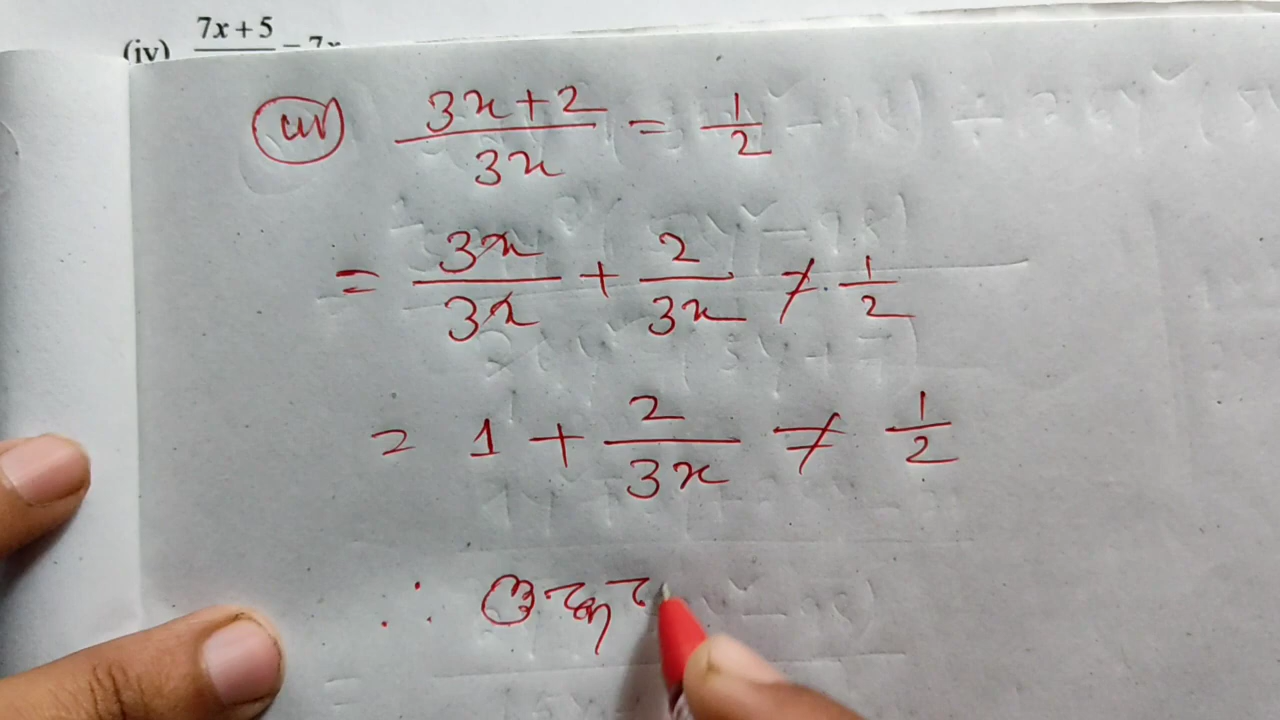 (iv) (7x + 5)/ = 7x
(iii) (3x + 2)/(3x) = 1/2
= 3x/3x + 2/3x ≠ 1/2
= 1 + 2/3x ≠ 1/2
∴